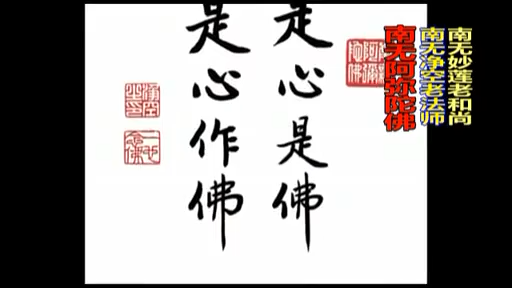 南无妙莲老和尚
南无净空老法师
南无阿弥陀佛
是心是佛
是心作佛